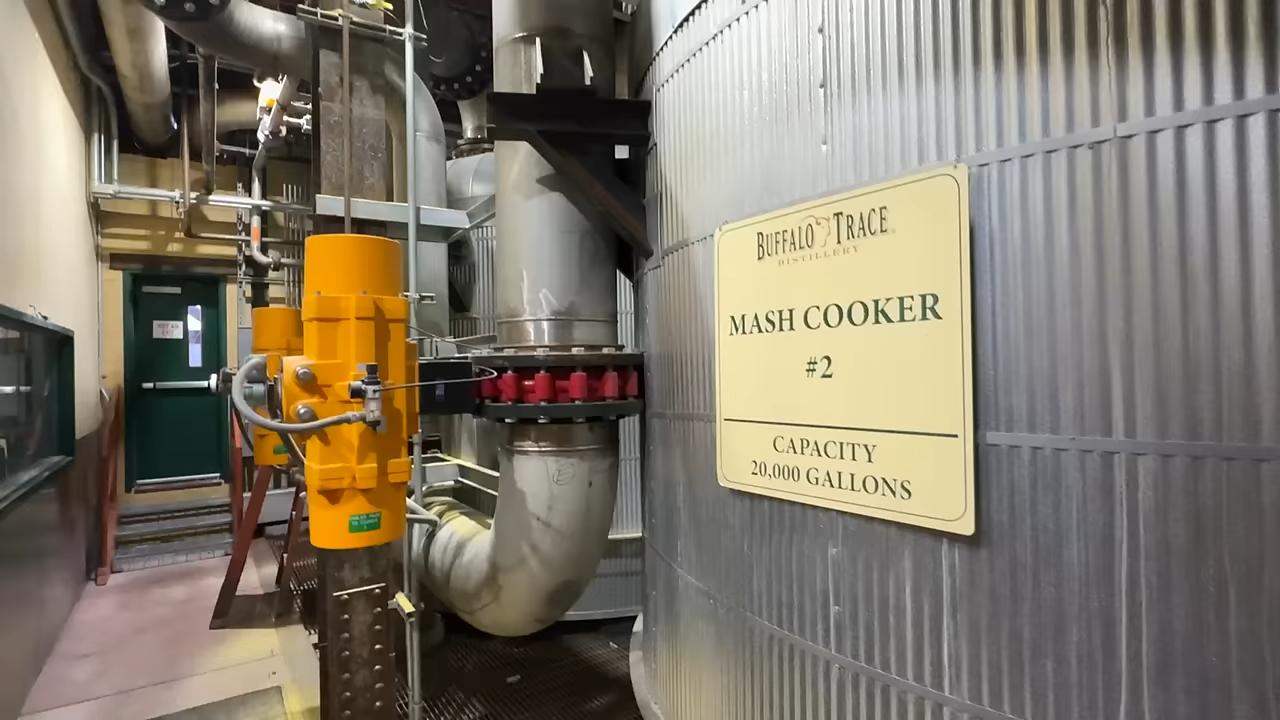 BUFFALO TRACE
DISTILLERY
MASH COOKER
#2
CAPACITY
20,000 GALLONS